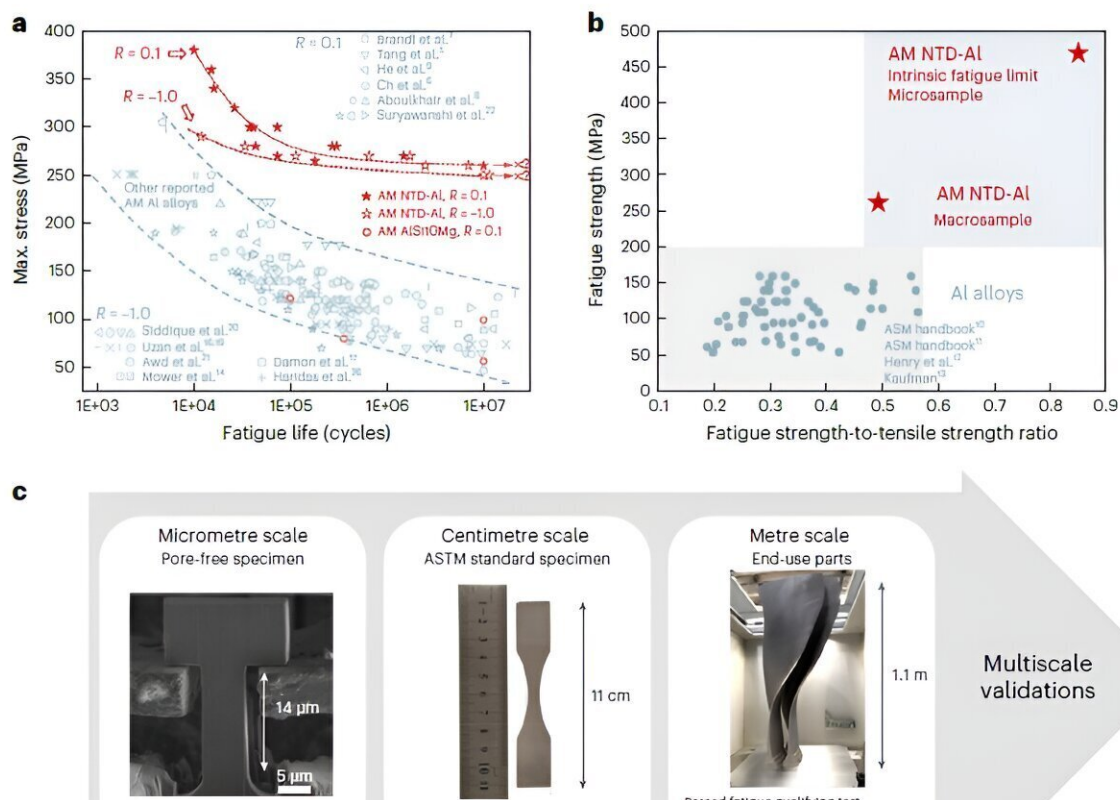 a
400
350
300
250
200
150
100
50
Max. stress (MPa)
1E+03
1E+04
1E+05
1E+06
1E+07
Fatigue life (cycles)
R = 0.1
R = –1.0
R = 0.1
Brandl et al.
Tang et al.
He et al.
Ch et al.
Aboulkhair et al.
Suryawanshi et al.
Other reported
AM Al alloys
AM NTD-Al, R = 0.1
AM NTD-Al, R = –1.0
AM AlSi10Mg, R = 0.1
R = –1.0
Siddique et al.20
Uzan et al.
Awd et al.21
Mower et al.14
Damon et al.
Haridas et al.
b
500
450
400
350
300
250
200
150
100
50
0
Fatigue strength (MPa)
0.1
0.2
0.3
0.4
0.5
0.6
0.7
0.8
0.9
Fatigue strength-to-tensile strength ratio
AM NTD-Al
Intrinsic fatigue limit
Microsample
AM NTD-Al
Macrosample
Al alloys
ASM handbook10
ASM handbook11
Henry et al.12
Kaufman13
c
Micrometre scale
Pore-free specimen
14 µm
5 µm
Centimetre scale
ASTM standard specimen
11 cm
Metre scale
End-use parts
1.1 m
Multiscale
validations